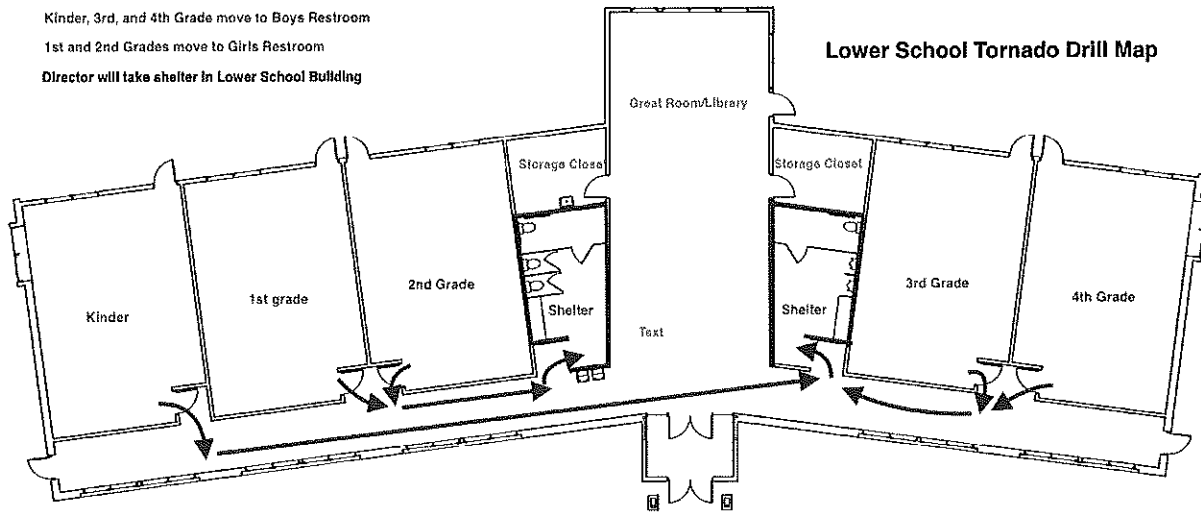 Kinder, 3rd, and 4th Grade move to Boys Restroom
1st and 2nd Grades move to Girls Restroom
Director will take shelter in Lower School Building
Lower School Tornado Drill Map
Great Room/Library
Storage Closet
Storage Closet
Kinder
1st grade
2nd Grade
Shelter
Text
Shelter
3rd Grade
4th Grade